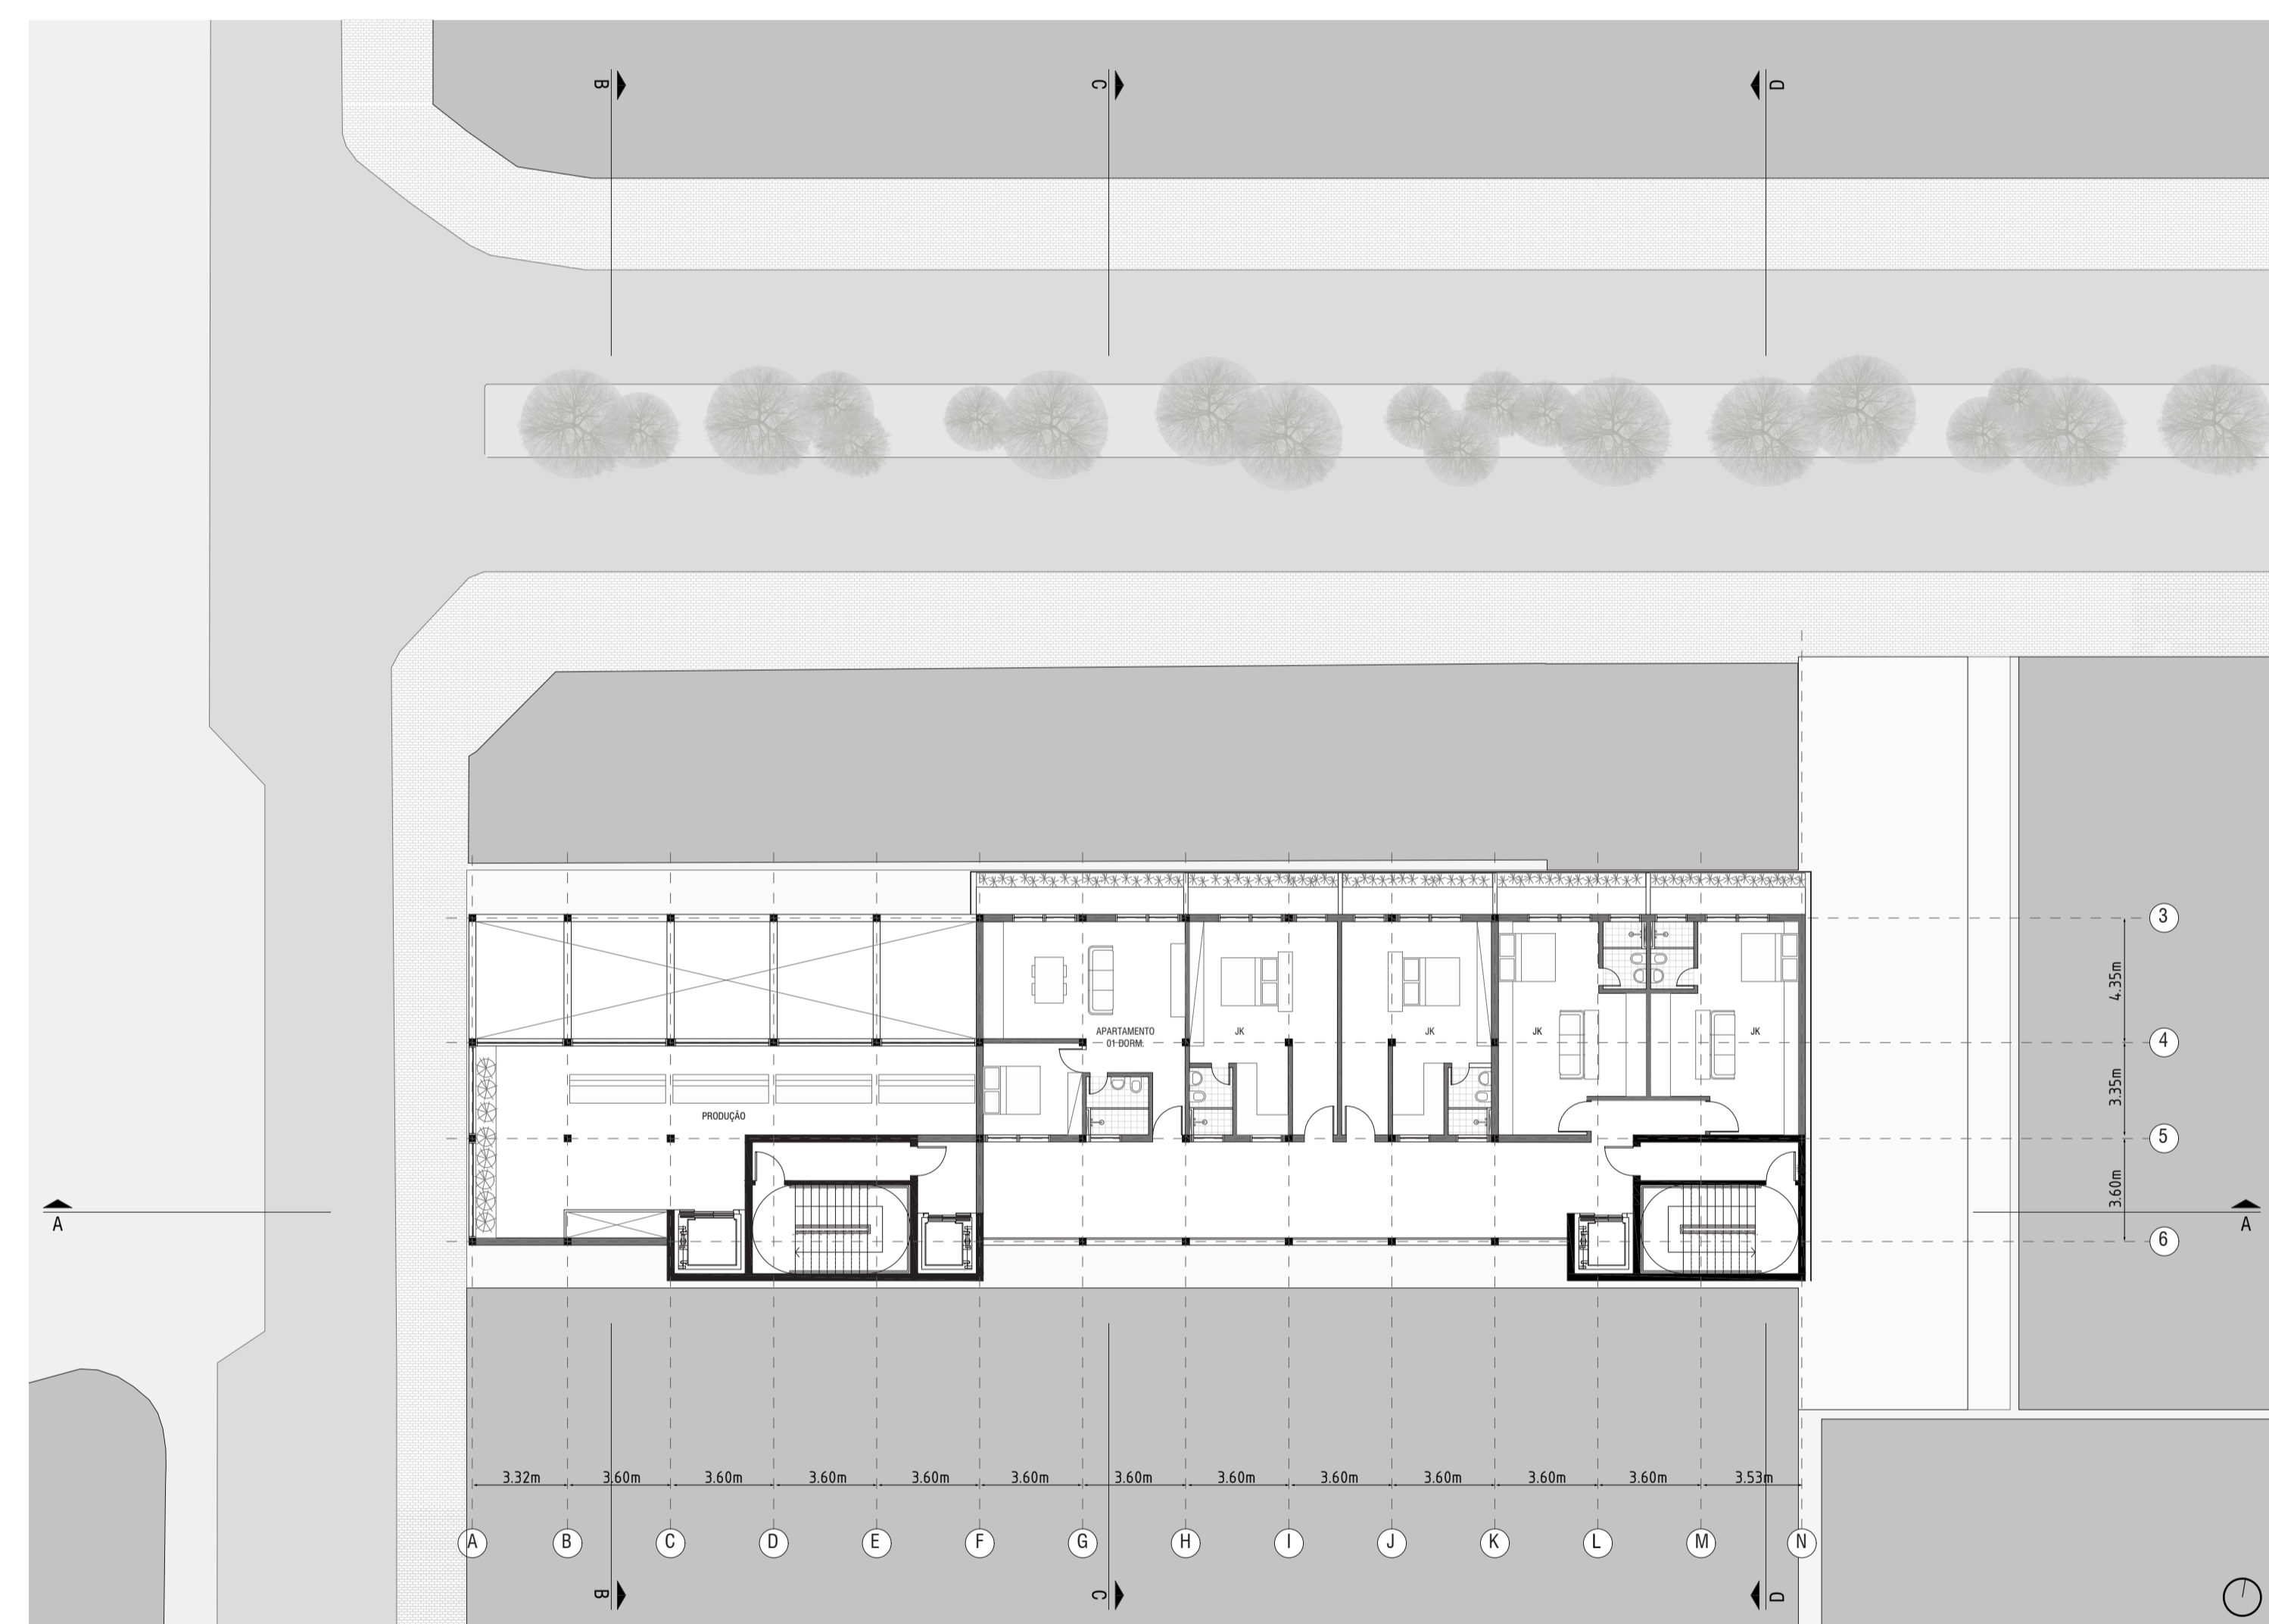 B C D
3
4.35m
APARTAMENTO
01 DORM.
JK JK JK JK
4
3.35m
PRODUÇÃO
5
3.60m
A A
6
3.32m 3.60m 3.60m 3.60m 3.60m 3.60m 3.60m 3.60m 3.60m 3.60m 3.60m 3.60m 3.53m
A B C D E F G H I J K L M N
B C D